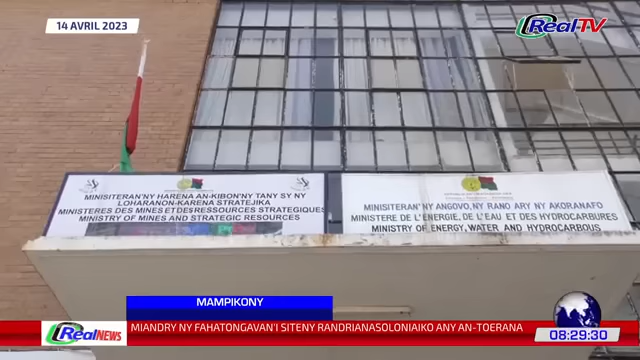 14 AVRIL 2023
RealTV
MINISITERAN'NY HARENA AN-KIBON'NY TANY SY NY
LOHARANON-KARENA STRATEJIKA
MINISTERES DES MINES ET DES RESSOURCES STRATEGIQUES
MINISTRY OF MINES AND STRATEGIC RESOURCES
MINISITERAN'NY ANGOVO, NY RANO ARY NY AKORANAFO
MINISTERE DE L'ENERGIE, DE L'EAU ET DES HYDROCARBURES
MINISTRY OF ENERGY, WATER AND HYDROCARBOUS
MAMPIKONY
RealNEWS
MIANDRY NY FAHATONGAVAN'I SITENY RANDRIANASOLONIAIKO ANY AN-TOERANA
08:29:30